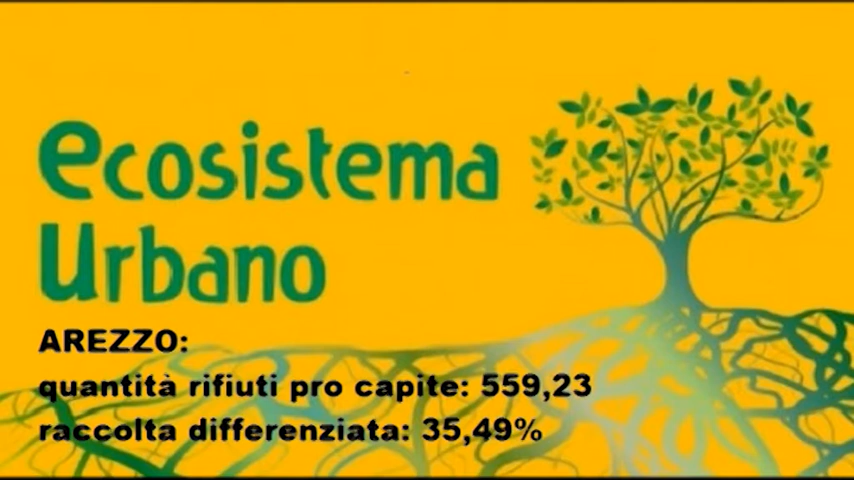 ecosistema
Urbano
AREZZO:
quantità rifiuti pro capite: 559,23
raccolta differenziata: 35,49%